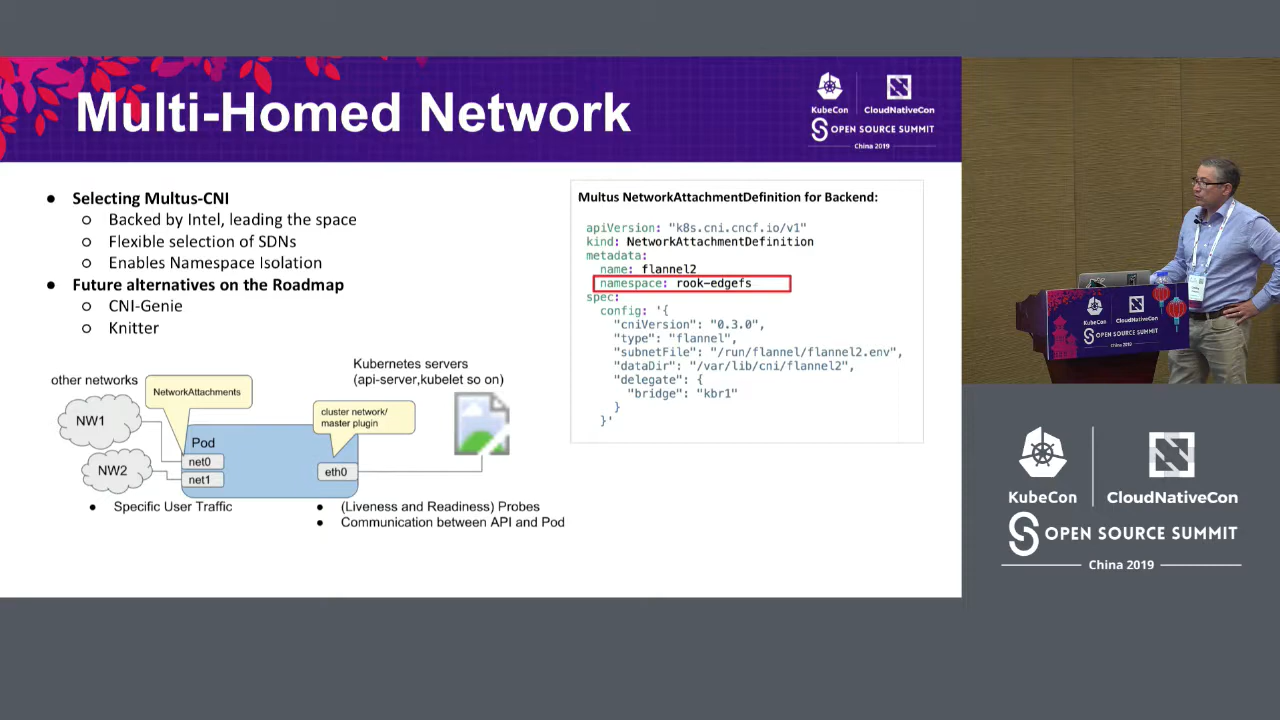 Multi-Homed Network
KubeCon
CloudNativeCon
OPEN SOURCE SUMMIT
China 2019
● Selecting Multus-CNI
○ Backed by Intel, leading the space
○ Flexible selection of SDNs
○ Enables Namespace Isolation
● Future alternatives on the Roadmap
○ CNI-Genie
○ Knitter
Kubernetes servers
(api-server,kubelet so on)
other networks
NetworkAttachments
cluster network/
master plugin
NW1
Pod
net0
NW2
eth0
net1
● Specific User Traffic
● (Liveness and Readiness) Probes
● Communication between API and Pod
Multus NetworkAttachmentDefinition for Backend:
apiVersion: "k8s.cni.cncf.io/v1"
kind: NetworkAttachmentDefinition
metadata:
name: flannel2
namespace: rook-edgefs
spec:
config: '{
"cniVersion": "0.3.0",
"type": "flannel",
"subnetFile": "/run/flannel/flannel2.env",
"dataDir": "/var/lib/cni/flannel2",
"delegate": {
"bridge": "kbr1"
}
}'
KubeCon
CloudNativeCon
OPEN SOURCE SUMMIT
KubeCon
CloudNativeCon
OPEN SOURCE SUMMIT
China 2019